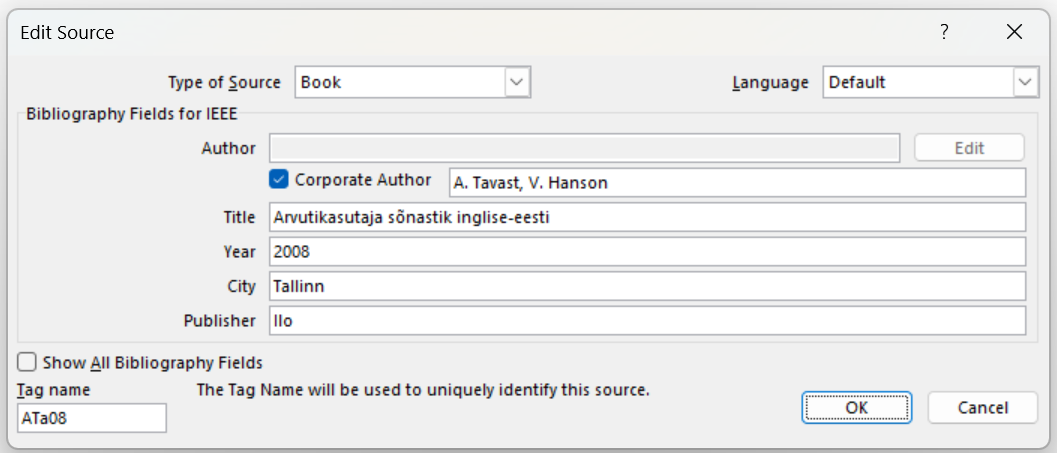 Edit Source ?
Type of Source Book Language Default
Bibliography Fields for IEEE
Author Edit
Corporate Author A. Tavast, V. Hanson
Title Arvutikasutaja sõnastik inglise-eesti
Year 2008
City Tallinn
Publisher Ilo
Show All Bibliography Fields
Tag name The Tag Name will be used to uniquely identify this source.
ATa08 OK Cancel